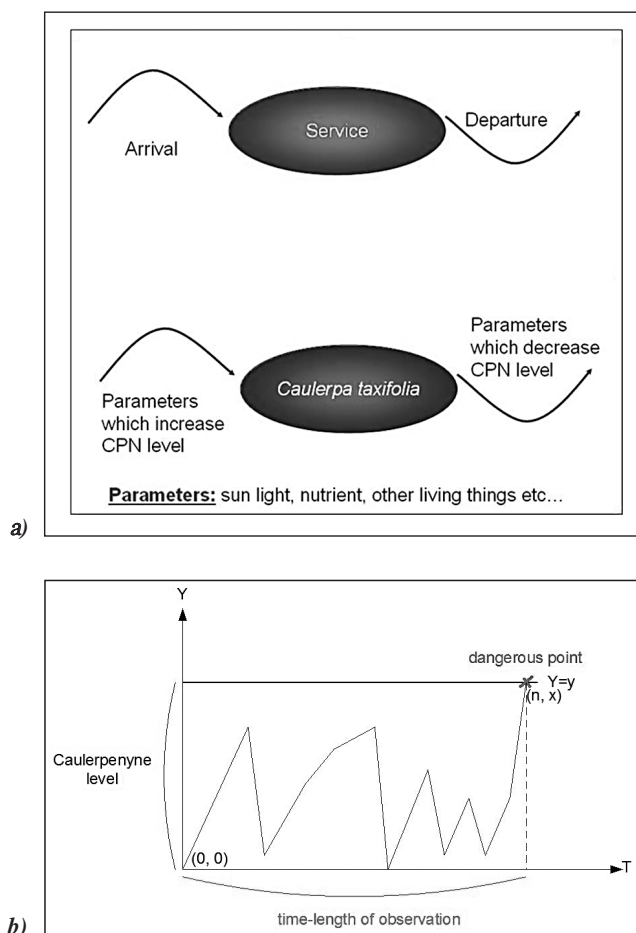 Service
Departure
Arrival
Parameters
which decrease
CPN level
Caulerpa taxifolia
Parameters
which increase
CPN level
Parameters: sun light, nutrient, other living things etc...
a)
Y
dangerous point
Y=y
(n, x)
Caulerpenyne
level
(0, 0)
T
time-length of observation
b)